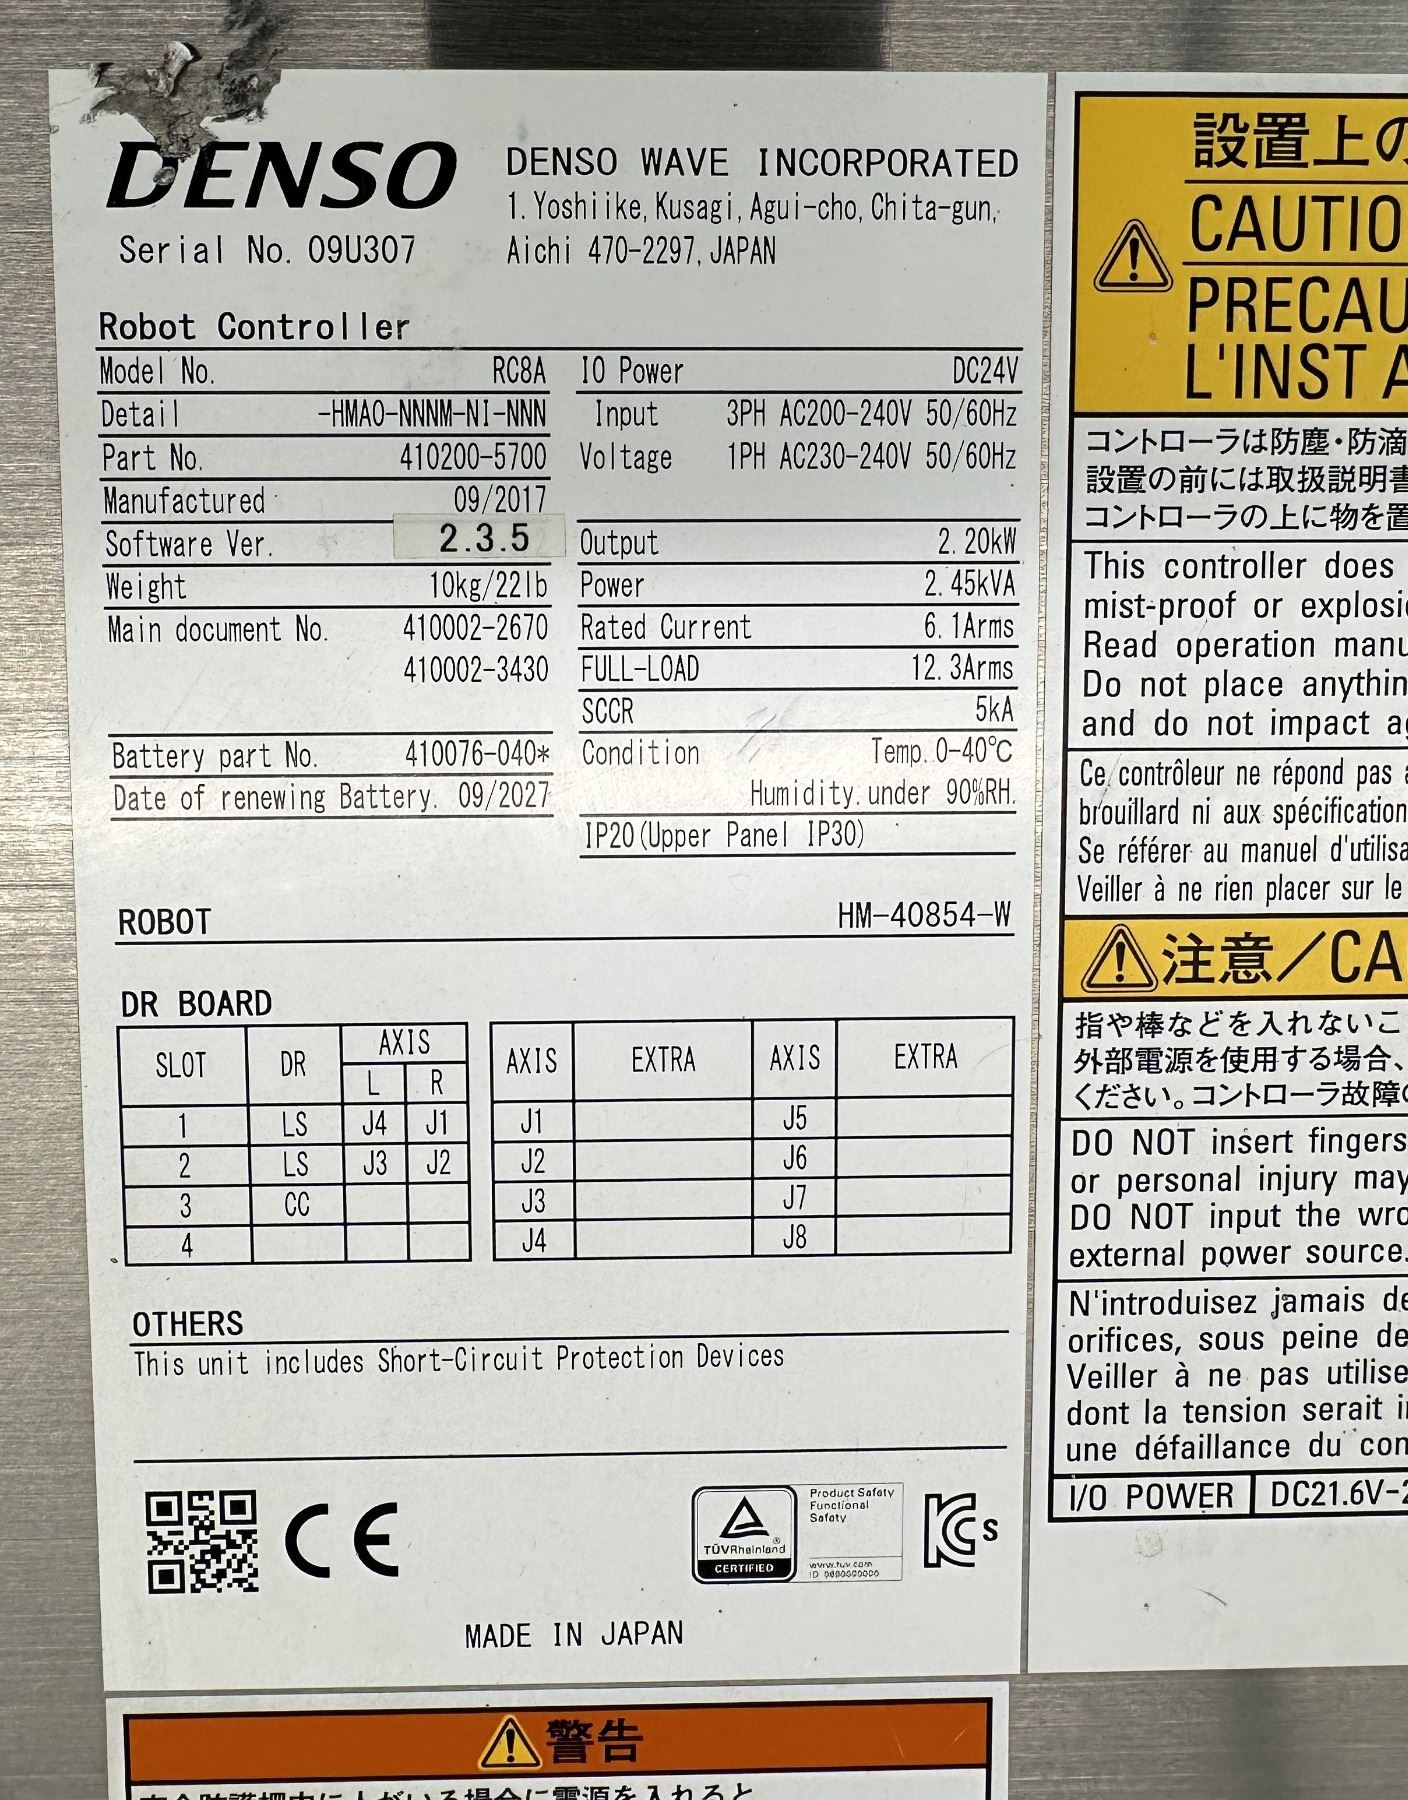 DENSO
DENSO WAVE INCORPORATED
1. Yoshiike, Kusagi, Agui-cho, Chita-gun,
Aichi 470-2297, JAPAN
Serial No. 09U307
Robot Controller
Model No. RC8A
Detail -HMA0-NNNM-NI-NNN
Part No. 410200-5700
Manufactured 09/2017
Software Ver. 2.3.5
Weight 10kg/22lb
Main document No. 410002-2670
410002-3430
Battery part No. 410076-040*
Date of renewing Battery. 09/2027
IO Power DC24V
Input 3PH AC200-240V 50/60Hz
Voltage 1PH AC230-240V 50/60Hz
Output 2.20kW
Power 2.45kVA
Rated Current 6.1Arms
FULL-LOAD 12.3Arms
SCCR 5kA
Condition Temp. 0-40℃
Humidity. under 90%RH.
IP20(Upper Panel IP30)
ROBOT HM-40854-W
DR BOARD
SLOT DR AXIS
L R
1 LS J4 J1
2 LS J3 J2
3 CC
4
AXIS EXTRA AXIS EXTRA
J1 J5
J2 J6
J3 J7
J4 J8
OTHERS
This unit includes Short-Circuit Protection Devices
CE
TÜVRheinland
CERTIFIED
Product Safety
Functional
Safety
www.tuv.com
KC s
MADE IN JAPAN
警告
設置上の
CAUTIO
PRECAU
L'INST A
コントローラは防塵・防滴
設置の前には取扱説明書
コントローラの上に物を置
This controller does
mist-proof or explosi
Read operation manu
Do not place anythin
and do not impact ag
Ce contrôleur ne répond pas a
brouillard ni aux spécification
Se référer au manuel d'utilisa
Veiller à ne rien placer sur le
注意/CA
指や棒などを入れないこ
外部電源を使用する場合、
ください。コントローラ故障の
DO NOT insert fingers
or personal injury may
DO NOT input the wro
external power source.
N'introduisez jamais de
orifices, sous peine de
Veiller à ne pas utilise
dont la tension serait i
une défaillance du con
I/O POWER DC21.6V-2